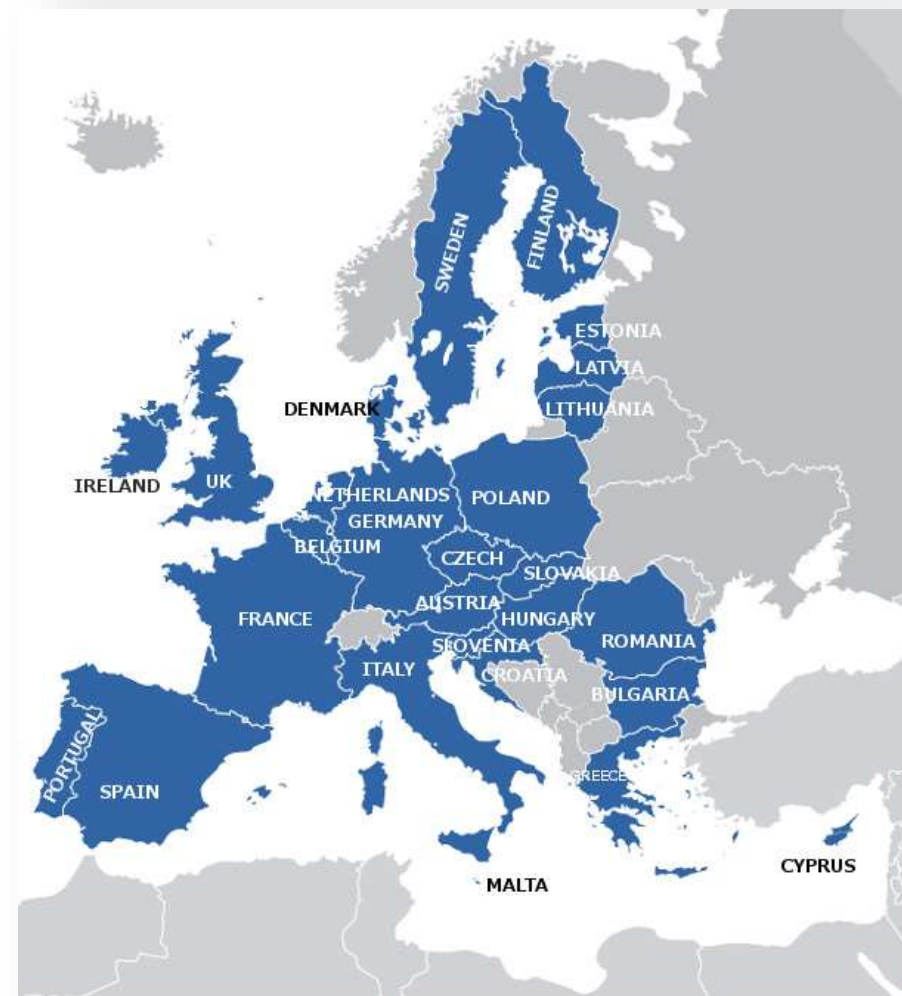 FINLAND
SWEDEN
ESTONIA
LATVIA
DENMARK
LITHUANIA
IRELAND
UK
NETHERLANDS
POLAND
GERMANY
BELGIUM
CZECH
SLOVAKIA
AUSTRIA
FRANCE
HUNGARY
ROMANIA
SLOVENIA
ITALY
CROATIA
BULGARIA
PORTUGAL
GREECE
SPAIN
CYPRUS
MALTA